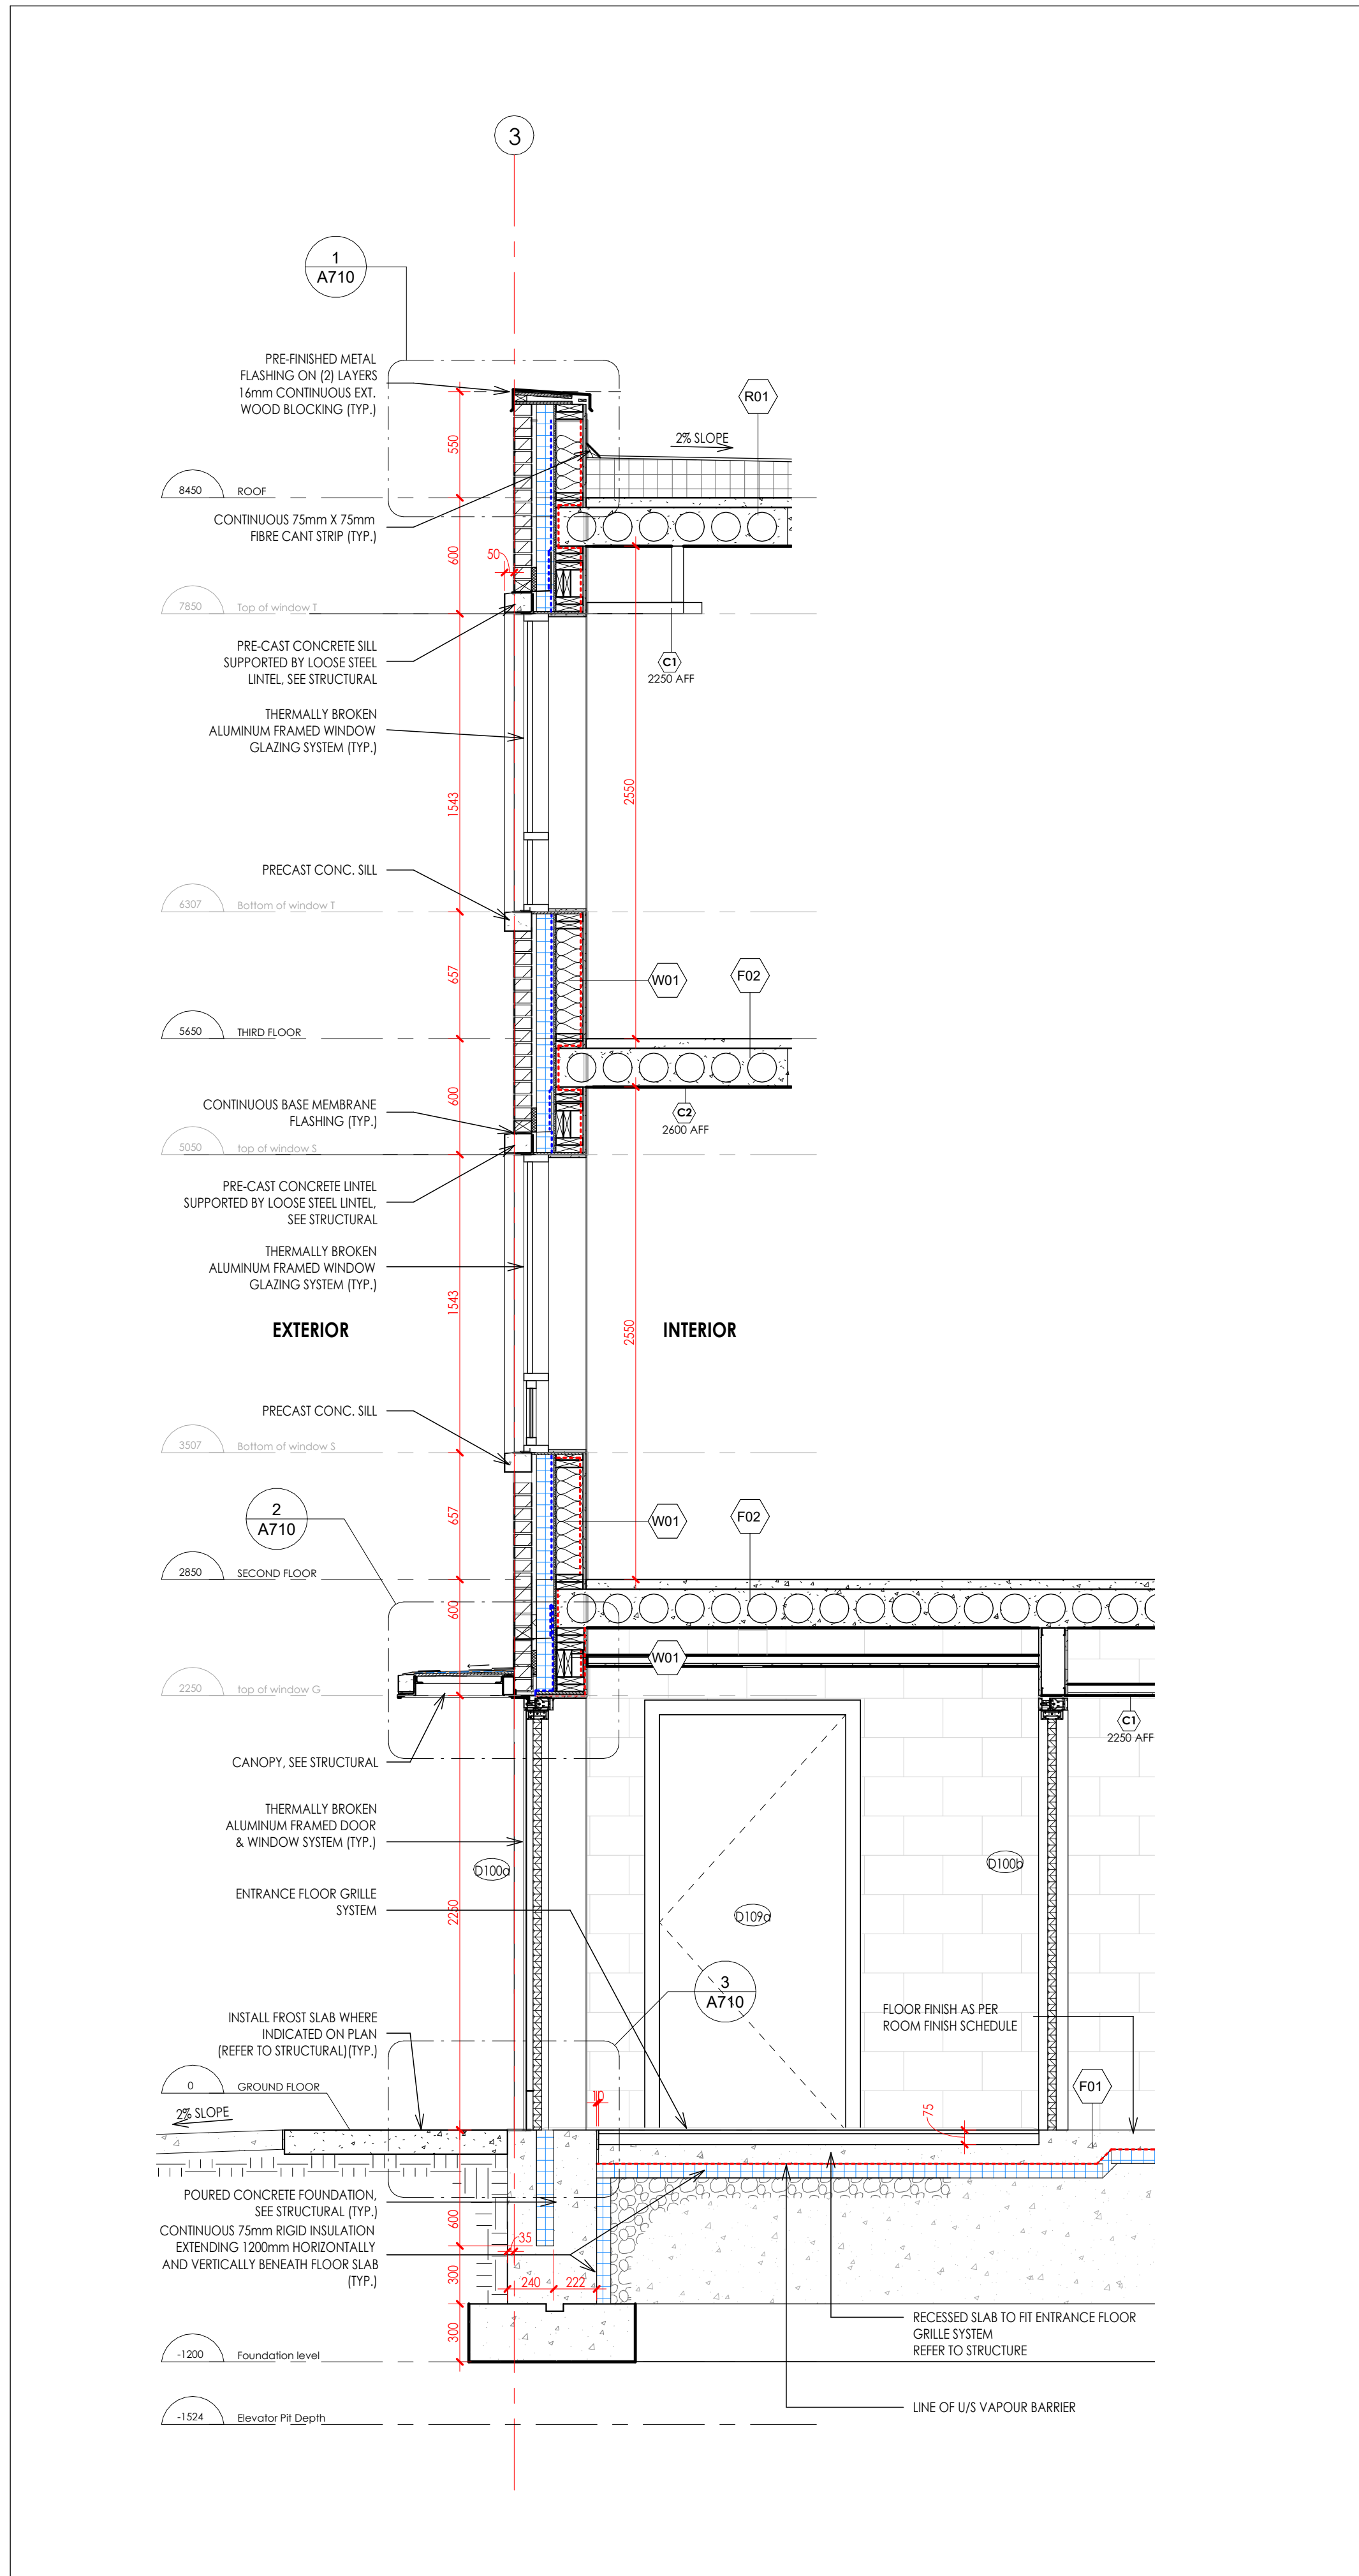 3
1
A710
PRE-FINISHED METAL
FLASHING ON (2) LAYERS
16mm CONTINUOUS EXT.
WOOD BLOCKING (TYP.)
R01
2% SLOPE
550
8450
ROOF
CONTINUOUS 75mm X 75mm
FIBRE CANT STRIP (TYP.)
600
50
7850
Top of window T
PRE-CAST CONCRETE SILL
SUPPORTED BY LOOSE STEEL
LINTEL, SEE STRUCTURAL
C1
2250 AFF
THERMALLY BROKEN
ALUMINUM FRAMED WINDOW
GLAZING SYSTEM (TYP.)
1543
2550
PRECAST CONC. SILL
6307
Bottom of window T
657
W01
F02
5650
THIRD FLOOR
600
CONTINUOUS BASE MEMBRANE
FLASHING (TYP.)
C2
2600 AFF
5050
top of window S
PRE-CAST CONCRETE LINTEL
SUPPORTED BY LOOSE STEEL LINTEL,
SEE STRUCTURAL
THERMALLY BROKEN
ALUMINUM FRAMED WINDOW
GLAZING SYSTEM (TYP.)
1543
2550
EXTERIOR
INTERIOR
PRECAST CONC. SILL
3507
Bottom of window S
2
A710
657
W01
F02
2850
SECOND FLOOR
600
W01
2250
top of window G
C1
2250 AFF
CANOPY, SEE STRUCTURAL
THERMALLY BROKEN
ALUMINUM FRAMED DOOR
& WINDOW SYSTEM (TYP.)
D100a
D100b
ENTRANCE FLOOR GRILLE
SYSTEM
2250
D109a
3
A710
INSTALL FROST SLAB WHERE
INDICATED ON PLAN
(REFER TO STRUCTURAL)(TYP.)
FLOOR FINISH AS PER
ROOM FINISH SCHEDULE
0
GROUND FLOOR
F01
2% SLOPE
110
75
POURED CONCRETE FOUNDATION,
SEE STRUCTURAL (TYP.)
CONTINUOUS 75mm RIGID INSULATION
EXTENDING 1200mm HORIZONTALLY
AND VERTICALLY BENEATH FLOOR SLAB
(TYP.)
600
35
300
240
222
300
RECESSED SLAB TO FIT ENTRANCE FLOOR
GRILLE SYSTEM
REFER TO STRUCTURE
-1200
Foundation level
LINE OF U/S VAPOUR BARRIER
-1524
Elevator Pit Depth